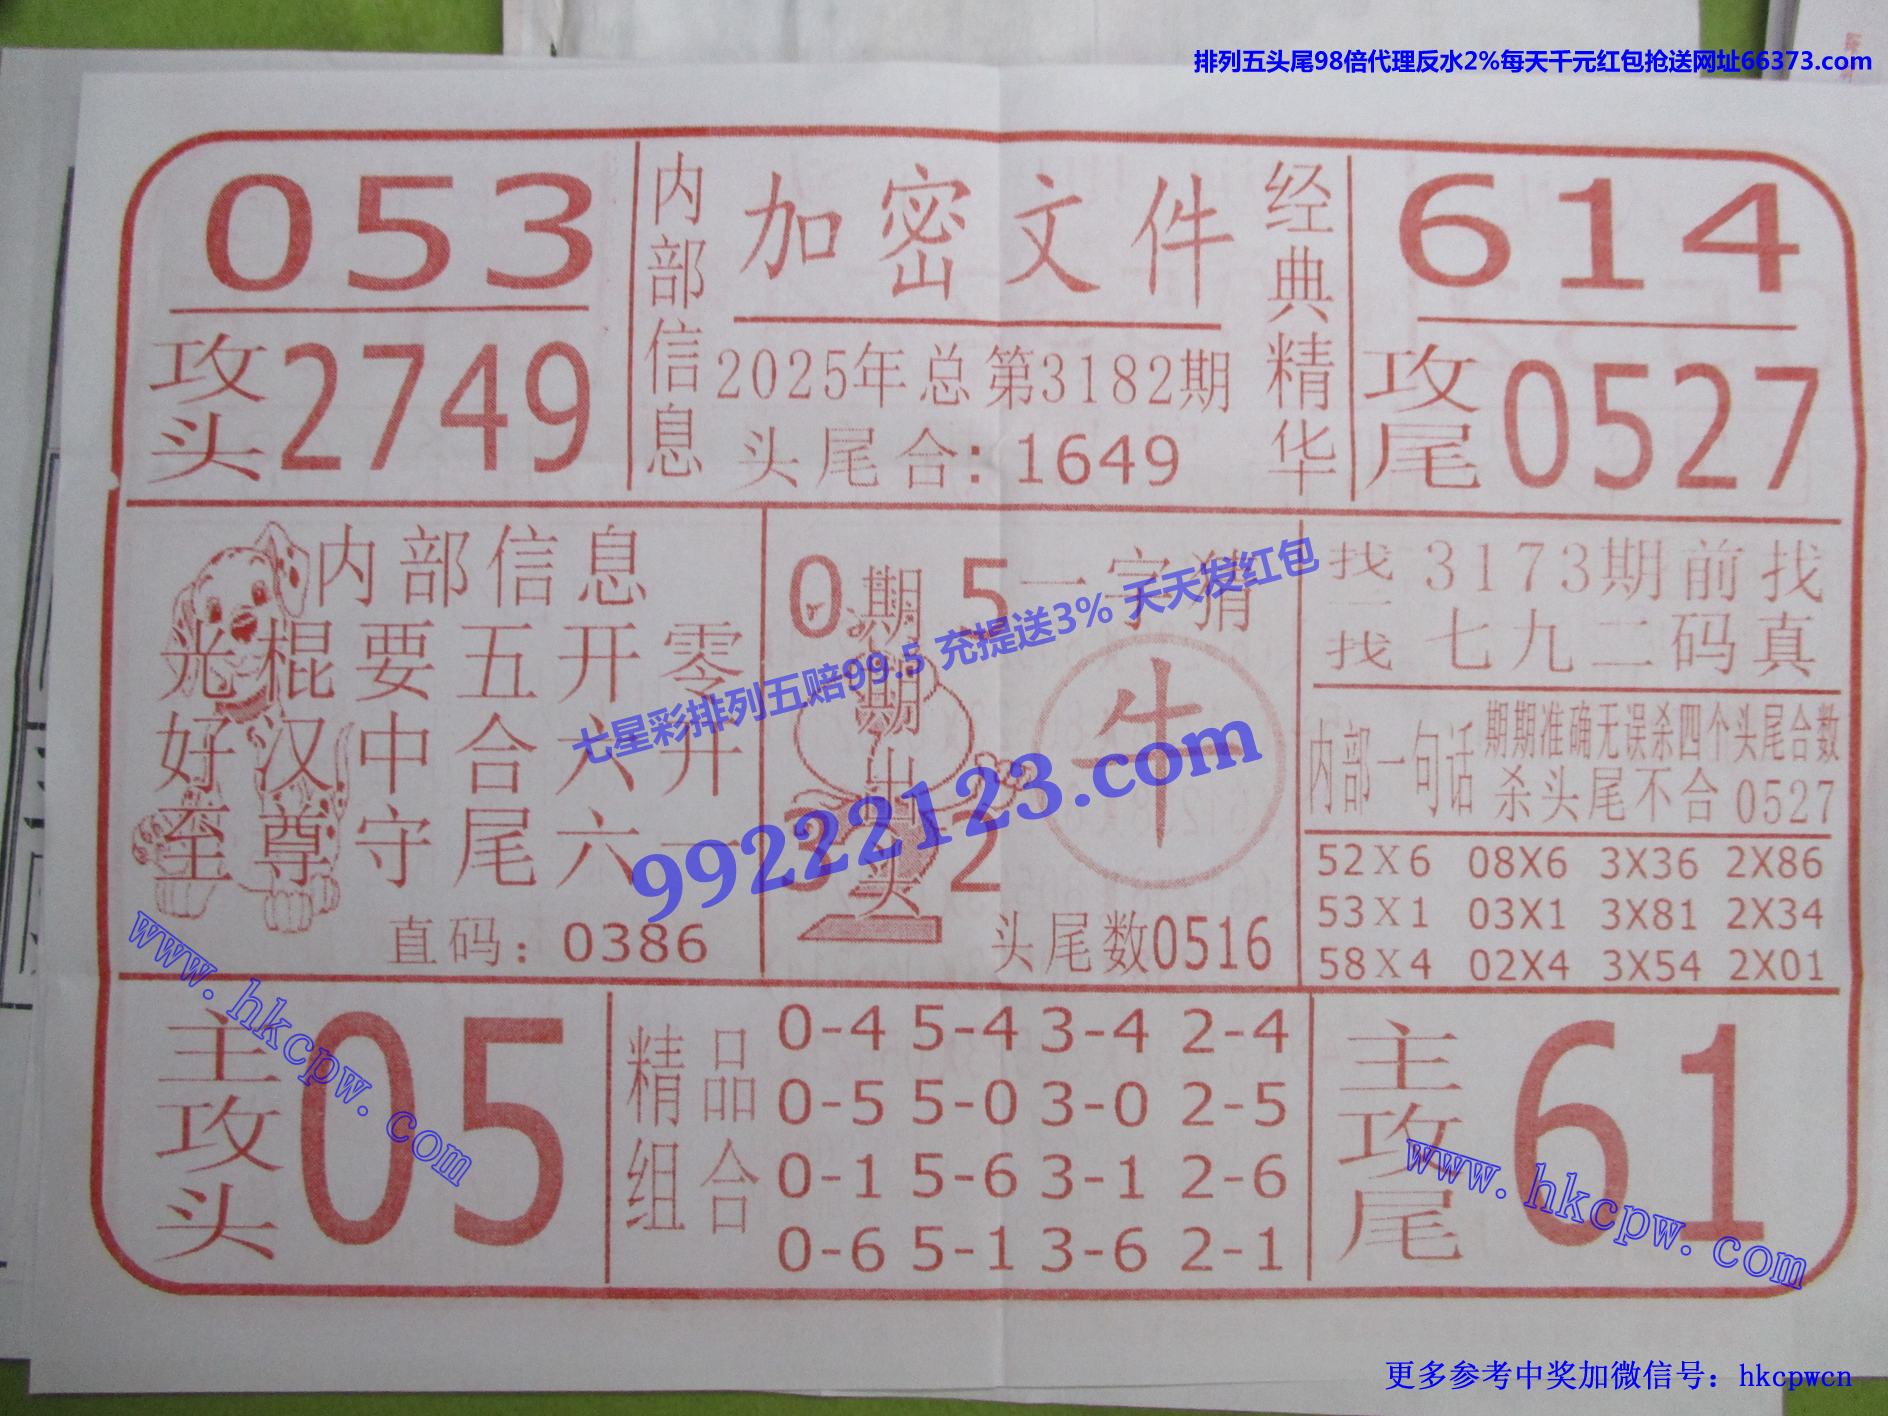 排列五头尾98倍代理反水2%每天千元红包抢送网址66373.com
053
攻头2749
内部信息
加密文件
2025年总第3182期
头尾合:1649
经典精华
614
攻尾0527
内部信息
光棍要五开零
好汉中合六开
至尊守尾六一
直码:0386
0 5
期期出头
3 2
一字猜
牛
头尾数0516
找一找
3173期前找
七九二码真
内部一句话
期期准确无误杀四个头尾合数
杀头尾不合0527
52X6 08X6 3X36 2X86
53X1 03X1 3X81 2X34
58X4 02X4 3X54 2X01
七星彩排列五赔99.5 充提送3% 天天发红包
99222123.com
主攻头05
精品组合
0-4 5-4 3-4 2-4
0-5 5-0 3-0 2-5
0-1 5-6 3-1 2-6
0-6 5-1 3-6 2-1
主攻尾61
www.hkcpw.com
www.hkcpw.com
更多参考中奖加微信号：hkcpwcn